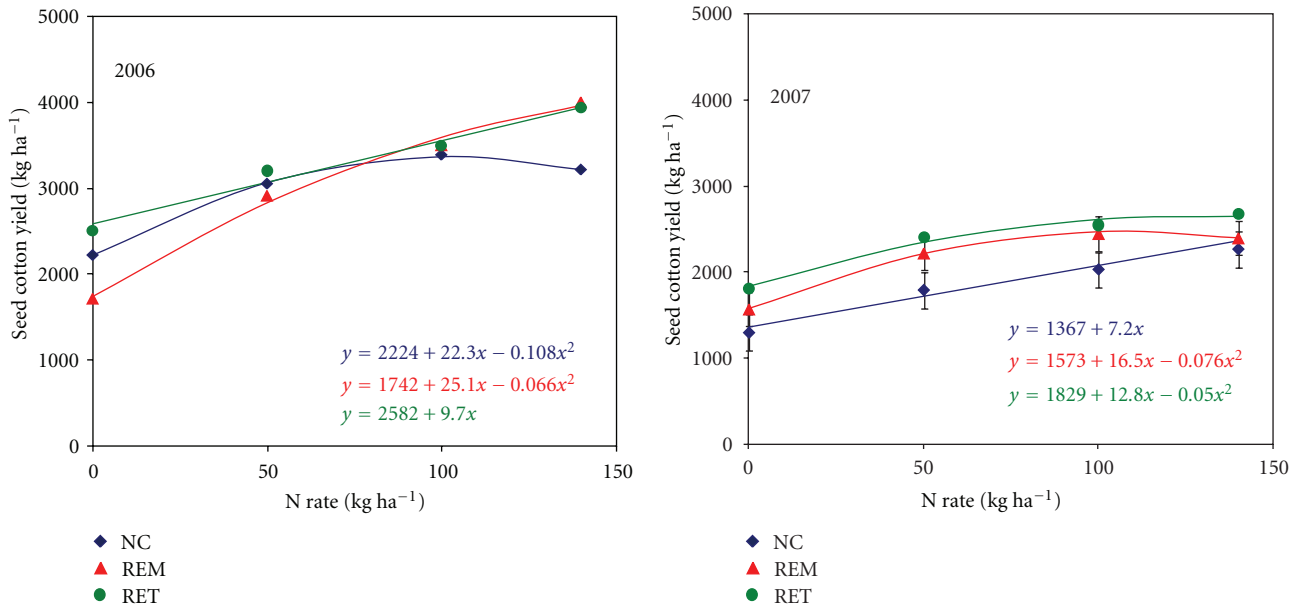 5000
4000
3000
2000
1000
0
Seed cotton yield (kg ha⁻¹)
2006
y = 2224 + 22.3x − 0.108x²
y = 1742 + 25.1x − 0.066x²
y = 2582 + 9.7x
0 50 100 150
N rate (kg ha⁻¹)
NC
REM
RET
5000
4000
3000
2000
1000
0
Seed cotton yield (kg ha⁻¹)
2007
y = 1367 + 7.2x
y = 1573 + 16.5x − 0.076x²
y = 1829 + 12.8x − 0.05x²
0 50 100 150
N rate (kg ha⁻¹)
NC
REM
RET